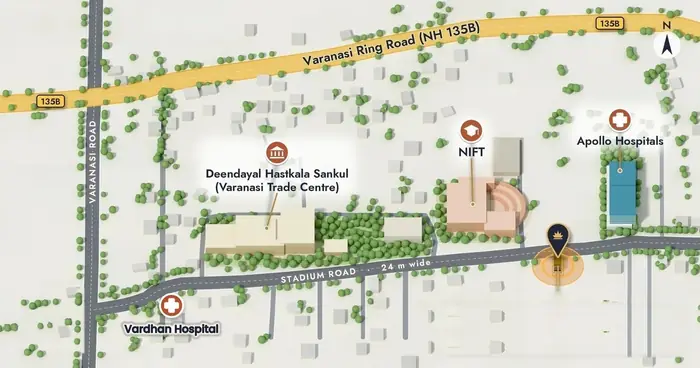 135B
N
Varanasi Ring Road (NH 135B)
135B
VARANASI ROAD
NIFT
Apollo Hospitals
Deendayal Hastkala Sankul
(Varanasi Trade Centre)
STADIUM ROAD 24 m wide
Vardhan Hospital